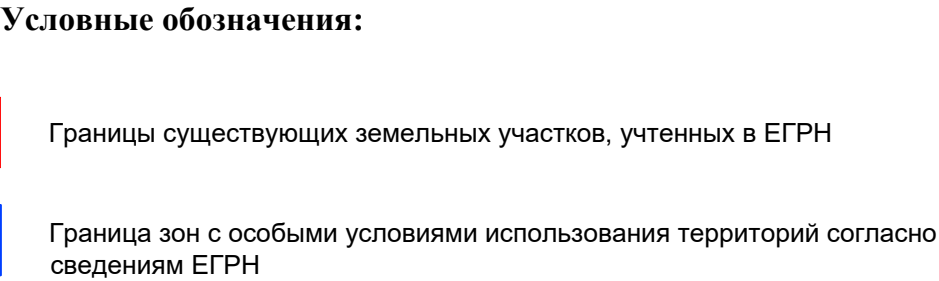 Условные обозначения:
Границы существующих земельных участков, учтенных в ЕГРН
Граница зон с особыми условиями использования территорий согласно
сведениям ЕГРН